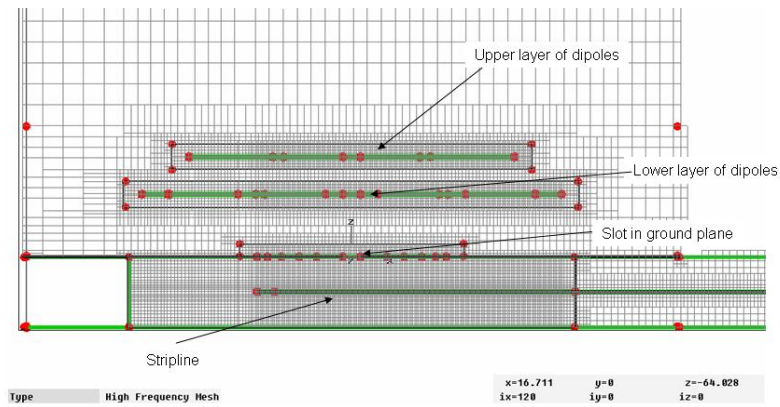 Upper layer of dipoles
Lower layer of dipoles
z
Slot in ground plane
Stripline
x=16.711 y=0 z=-64.028
Type High Frequency Mesh ix=120 iy=0 iz=0